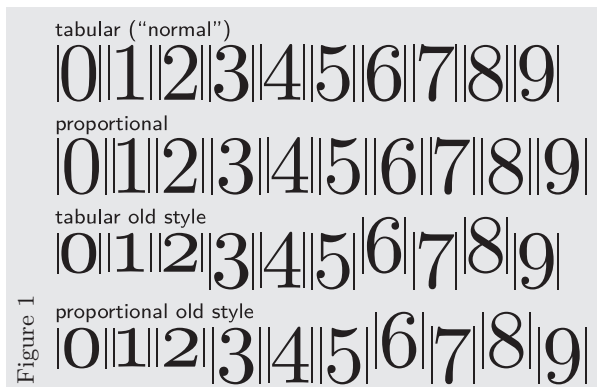 tabular (“normal”)
0 1 2 3 4 5 6 7 8 9
proportional
0 1 2 3 4 5 6 7 8 9
tabular old style
0 1 2 3 4 5 6 7 8 9
proportional old style
0 1 2 3 4 5 6 7 8 9
Figure 1